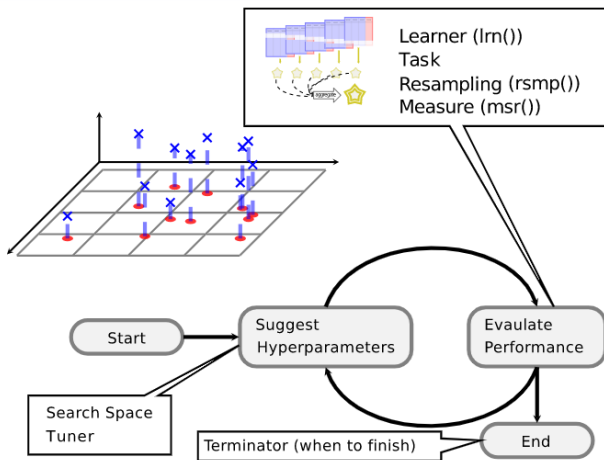 Learner (lrn())
Task
Resampling (rsmp())
Measure (msr())
aggregate
Start
Suggest
Hyperparameters
Evaulate
Performance
Search Space
Tuner
Terminator (when to finish)
End